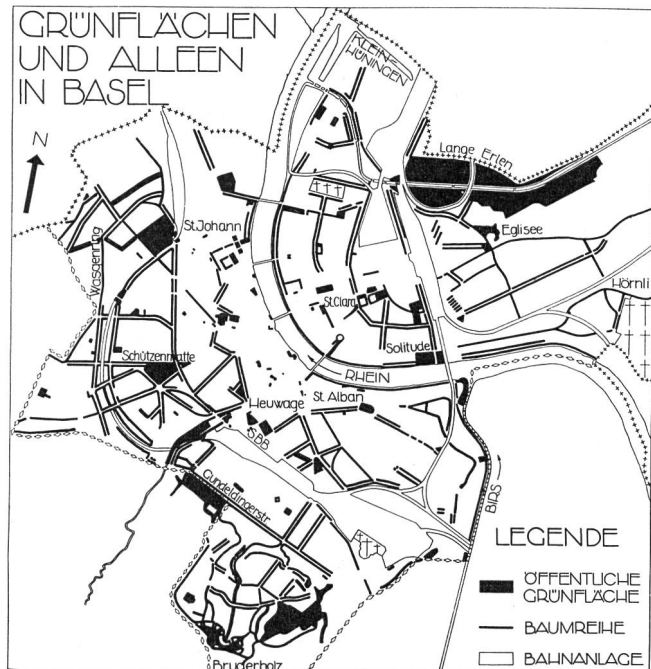 GRÜNFLÄCHEN
UND ALLEEN
IN BASEL
N
KLEIN-
HÜNINGEN
Lange Erlen
Eglisee
Hörnli
St.Johann
Wasgenring
St.Clara
Solitude
Schützenmatte
RHEIN
Heuwage
St. Alban
SBB
Gundeldingerstr
BIRS
Bruderholz
LEGENDE
ÖFFENTLICHE
GRÜNFLÄCHE
BAUMREIHE
BAHNANLAGE